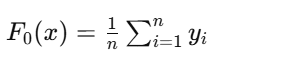 F₀(x) = 1/n ∑ᵢ₌₁ⁿ yᵢ